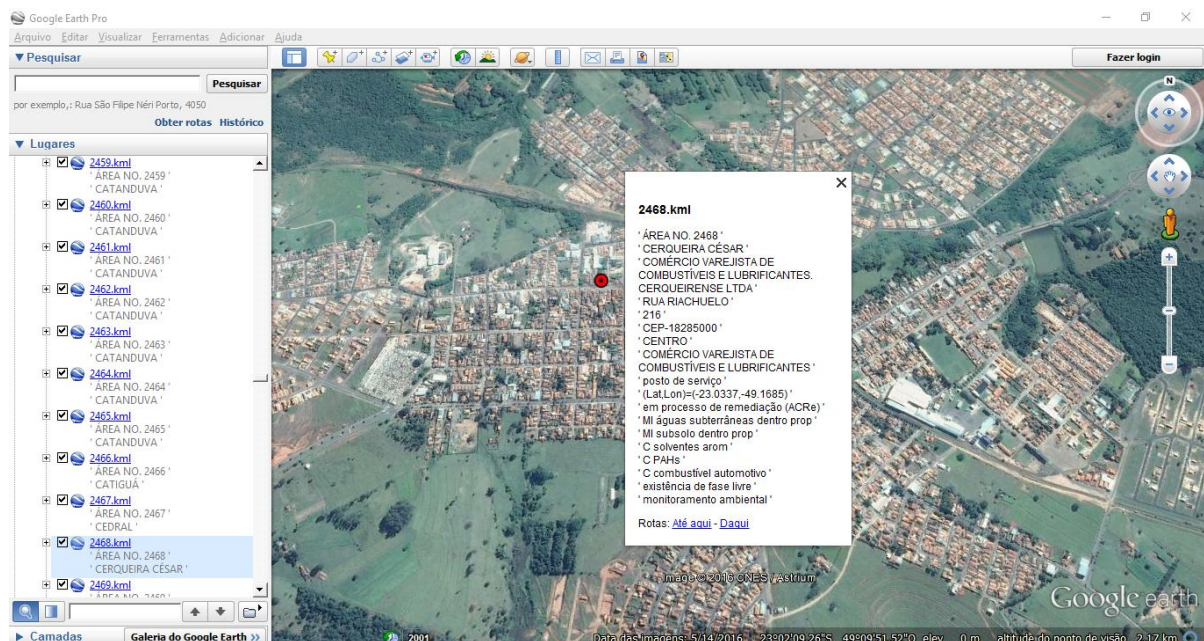 Google Earth Pro
Arquivo Editar Visualizar Ferramentas Adicionar Ajuda
▼ Pesquisar
Pesquisar
por exemplo,: Rua São Filipe Néri Porto, 4050
Obter rotas Histórico
▼ Lugares
2459.kml
' ÁREA NO. 2459 '
' CATANDUVA '
2460.kml
' ÁREA NO. 2460 '
' CATANDUVA '
2461.kml
' ÁREA NO. 2461 '
' CATANDUVA '
2462.kml
' ÁREA NO. 2462 '
' CATANDUVA '
2463.kml
' ÁREA NO. 2463 '
' CATANDUVA '
2464.kml
' ÁREA NO. 2464 '
' CATANDUVA '
2465.kml
' ÁREA NO. 2465 '
' CATANDUVA '
2466.kml
' ÁREA NO. 2466 '
' CATIGUÁ '
2467.kml
' ÁREA NO. 2467 '
' CEDRAL '
2468.kml
' ÁREA NO. 2468 '
' CERQUEIRA CÉSAR '
2469.kml
' ÁREA NO. 2469 '
► Camadas
Galeria do Google Earth >>
Fazer login
N
2468.kml
' ÁREA NO. 2468 '
' CERQUEIRA CÉSAR '
' COMÉRCIO VAREJISTA DE
COMBUSTÍVEIS E LUBRIFICANTES.
CERQUEIRENSE LTDA '
' RUA RIACHUELO '
' 216 '
' CEP-18285000 '
' CENTRO '
' COMÉRCIO VAREJISTA DE
COMBUSTÍVEIS E LUBRIFICANTES '
' posto de serviço '
' (Lat,Lon)=(-23.0337,-49.1685) '
' em processo de remediação (ACRe) '
' MI águas subterrâneas dentro prop '
' MI subsolo dentro prop '
' C solventes arom '
' C PAHs '
' C combustível automotivo '
' existência de fase livre '
' monitoramento ambiental '
Rotas: Até aqui - Daqui
Image © 2016 CNES / Astrium
Google earth
2001
Data das imagens: 5/14/2016 23°02'09.26"S 49°09'51.52"O elev 0 m altitude do ponto de visão 2.17 km